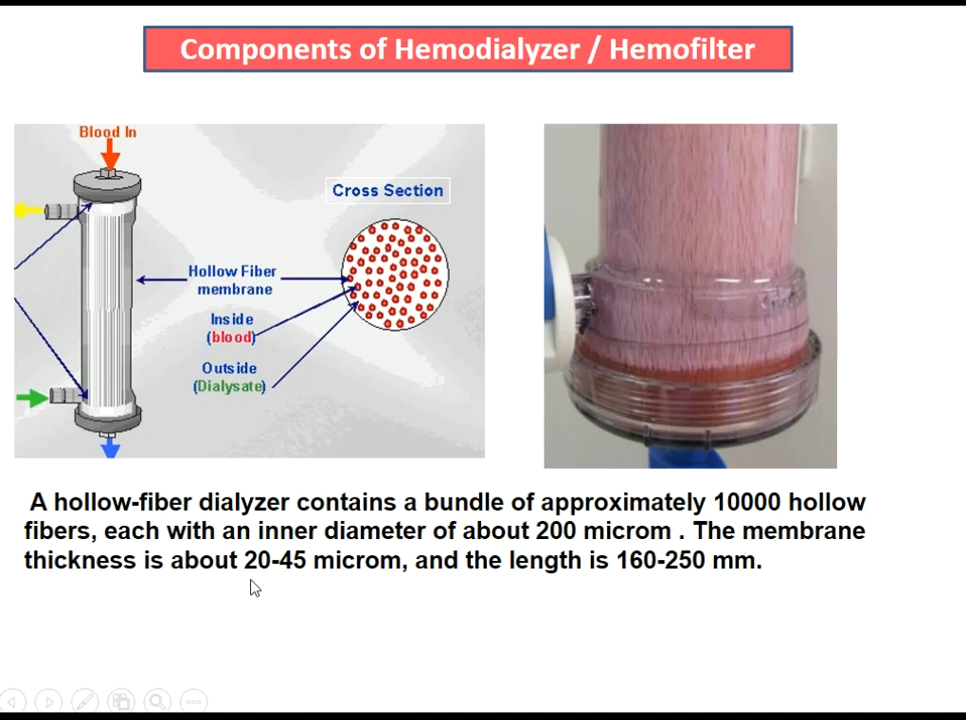 Components of Hemodialyzer / Hemofilter
Blood In
Cross Section
Hollow Fiber
membrane
Inside
(blood)
Outside
(Dialysate)
A hollow-fiber dialyzer contains a bundle of approximately 10000 hollow
fibers, each with an inner diameter of about 200 microm . The membrane
thickness is about 20-45 microm, and the length is 160-250 mm.